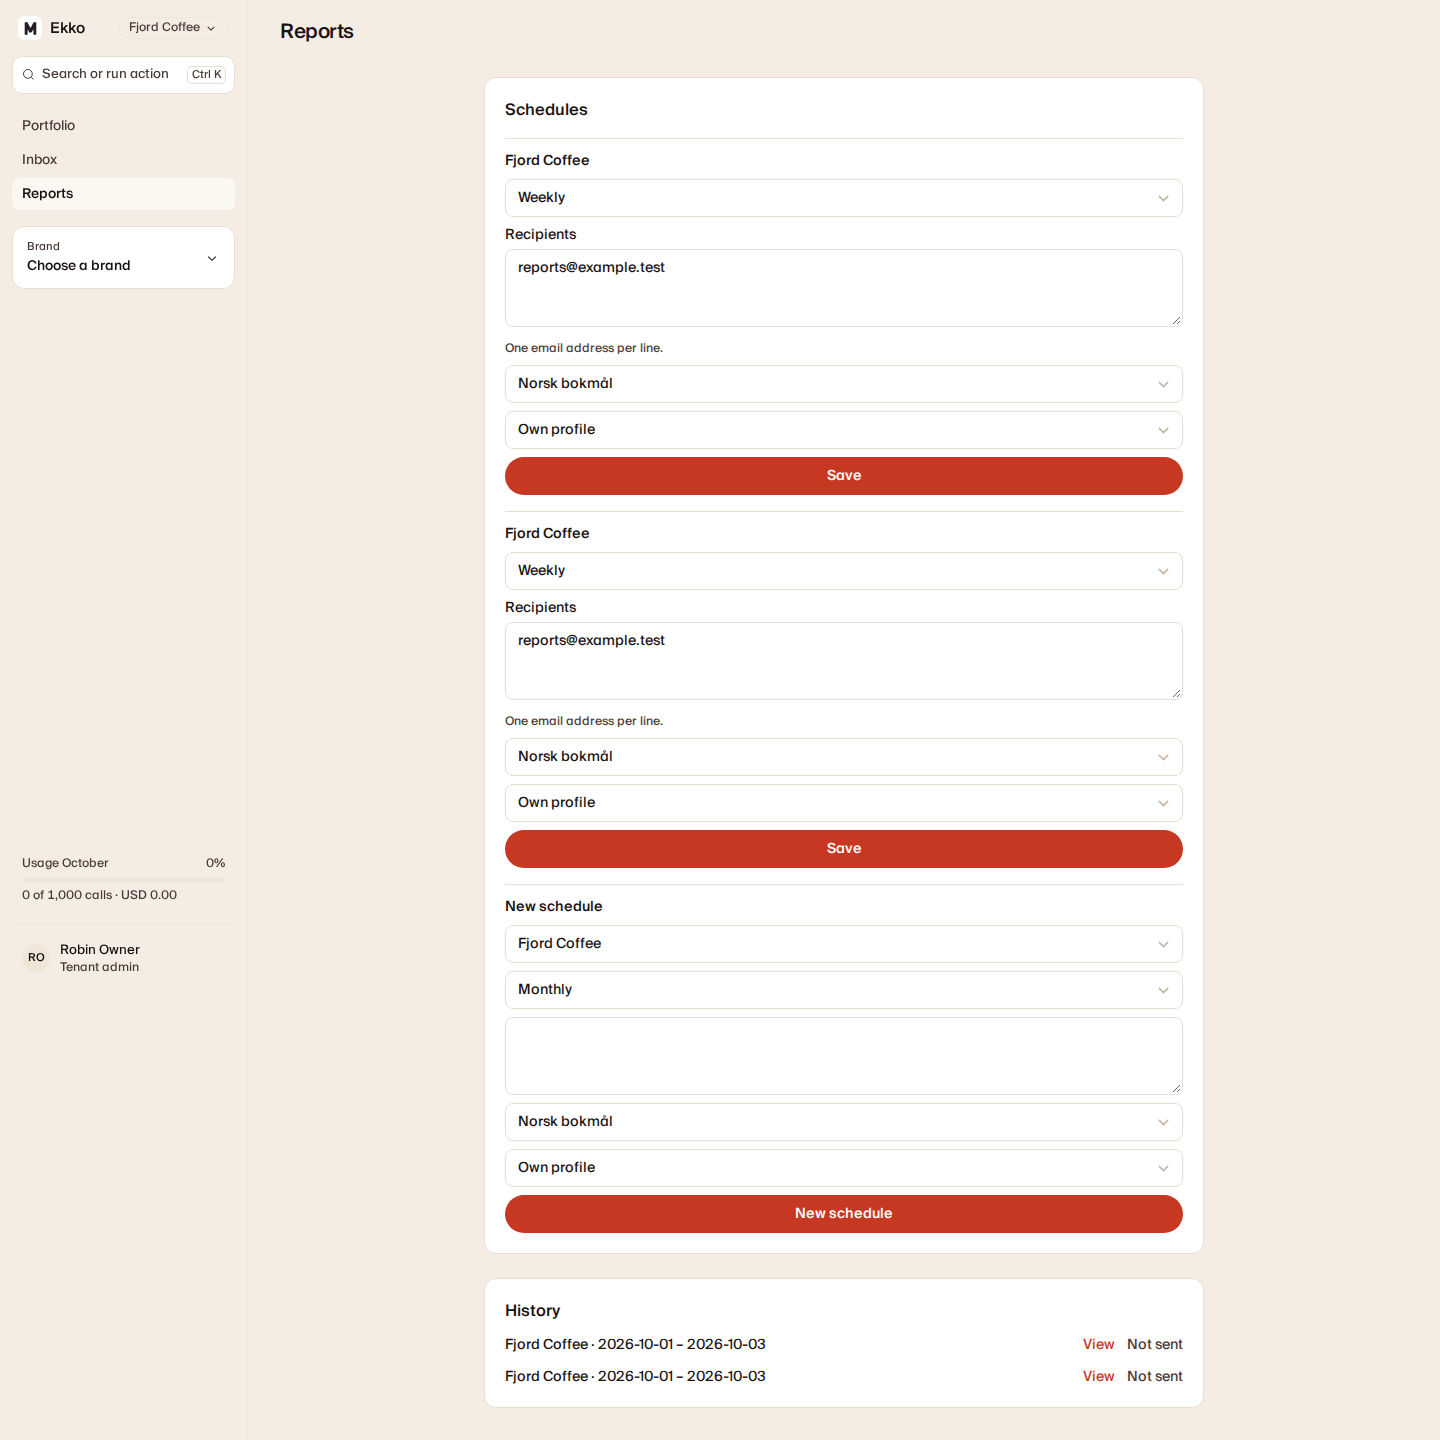 Ekko
Fjord Coffee
Search or run action
Ctrl K
Portfolio
Inbox
Reports
Brand
Choose a brand
Usage October
0%
0 of 1,000 calls · USD 0.00
RO
Robin Owner
Tenant admin
Reports
Schedules
Fjord Coffee
Weekly
Recipients
reports@example.test
One email address per line.
Norsk bokmål
Own profile
Save
Fjord Coffee
Weekly
Recipients
reports@example.test
One email address per line.
Norsk bokmål
Own profile
Save
New schedule
Fjord Coffee
Monthly
Norsk bokmål
Own profile
New schedule
History
Fjord Coffee · 2026-10-01 – 2026-10-03 View Not sent
Fjord Coffee · 2026-10-01 – 2026-10-03 View Not sent